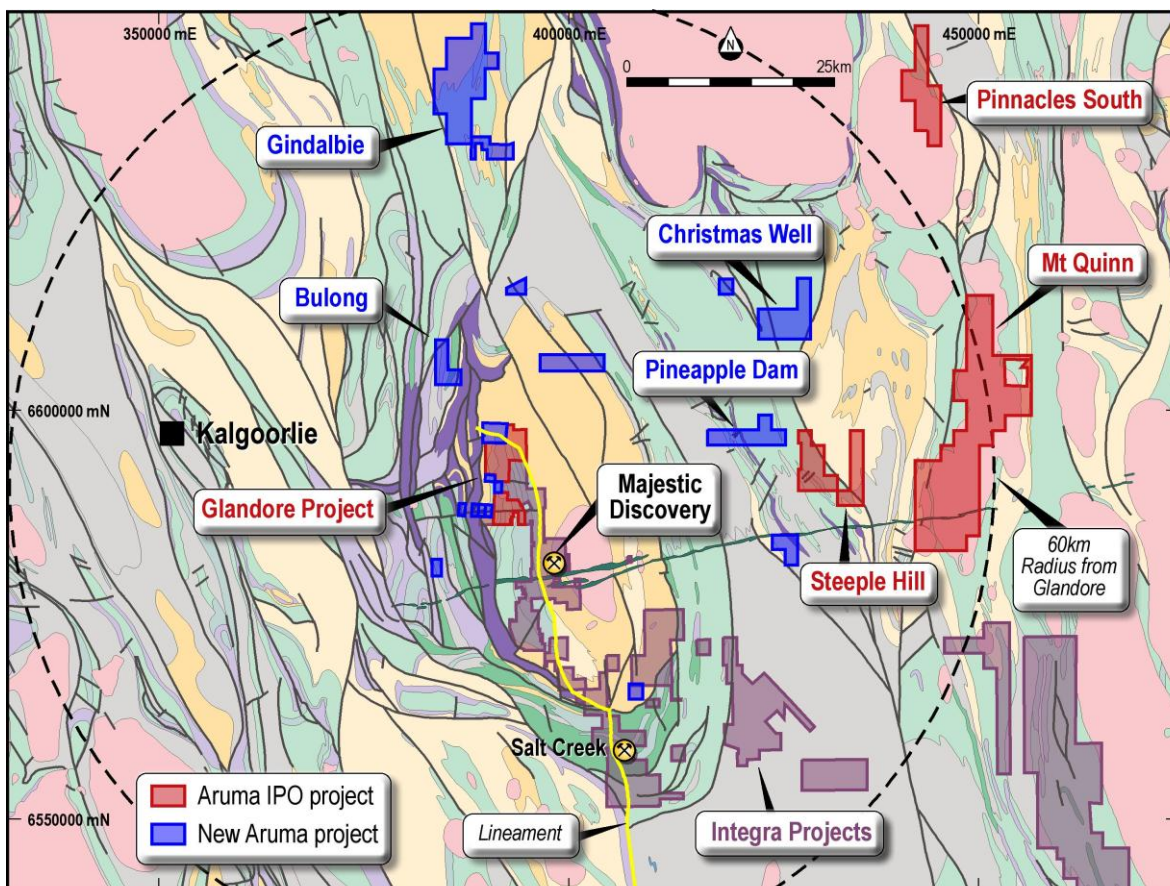 350000 mE
400000 mE
450000 mE
N
0
25km
Pinnacles South
Gindalbie
Christmas Well
Mt Quinn
Bulong
Pineapple Dam
6600000 mN
Kalgoorlie
Glandore Project
Majestic
Discovery
Steeple Hill
60km
Radius from
Glandore
Salt Creek
Aruma IPO project
New Aruma project
Lineament
Integra Projects
6550000 mN